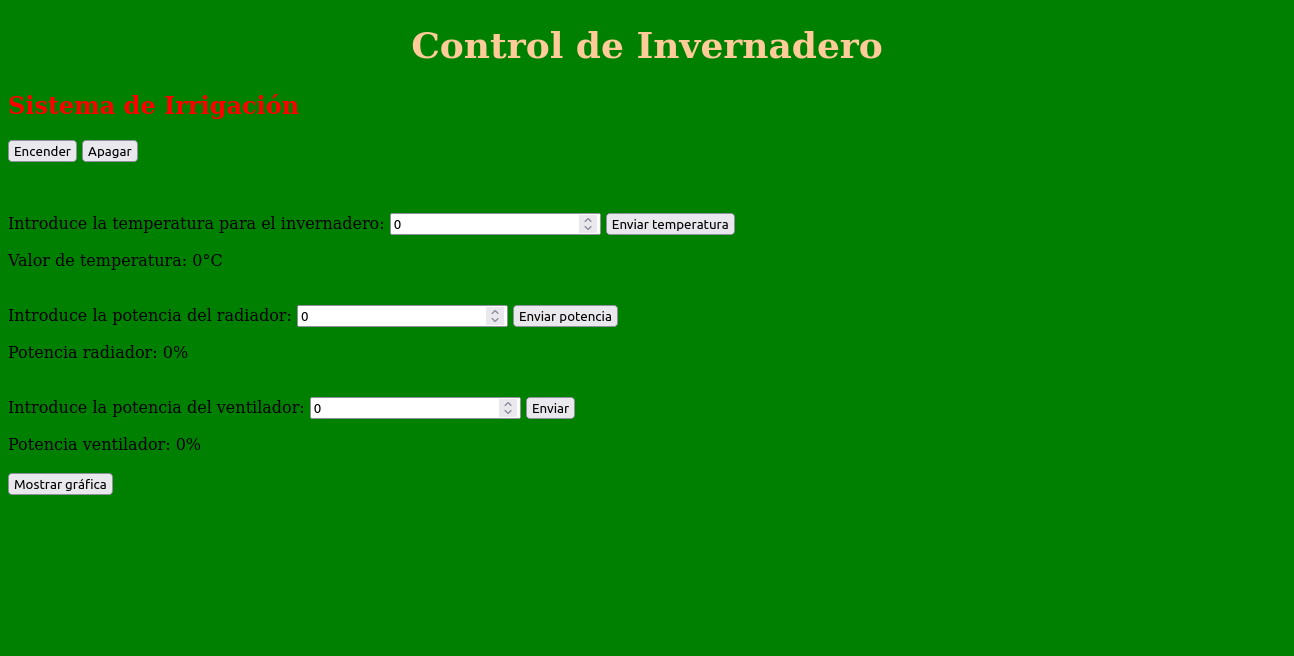 Control de Invernadero
Sistema de Irrigación
Encender Apagar
Introduce la temperatura para el invernadero: 0 Enviar temperatura
Valor de temperatura: 0°C
Introduce la potencia del radiador: 0 Enviar potencia
Potencia radiador: 0%
Introduce la potencia del ventilador: 0 Enviar
Potencia ventilador: 0%
Mostrar gráfica